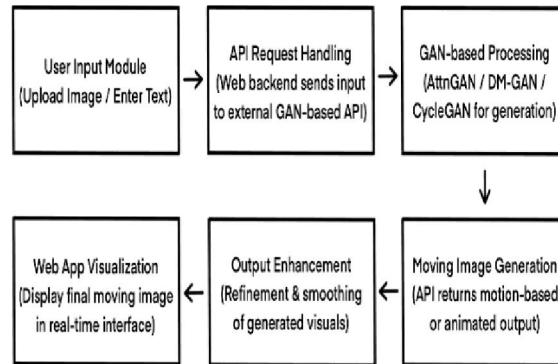 User Input Module
(Upload Image / Enter Text)
API Request Handling
(Web backend sends input
to external GAN-based API)
GAN-based Processing
(AttnGAN / DM-GAN /
CycleGAN for generation)
Web App Visualization
(Display final moving image
in real-time interface)
Output Enhancement
(Refinement & smoothing
of generated visuals)
Moving Image Generation
(API returns motion-based
or animated output)